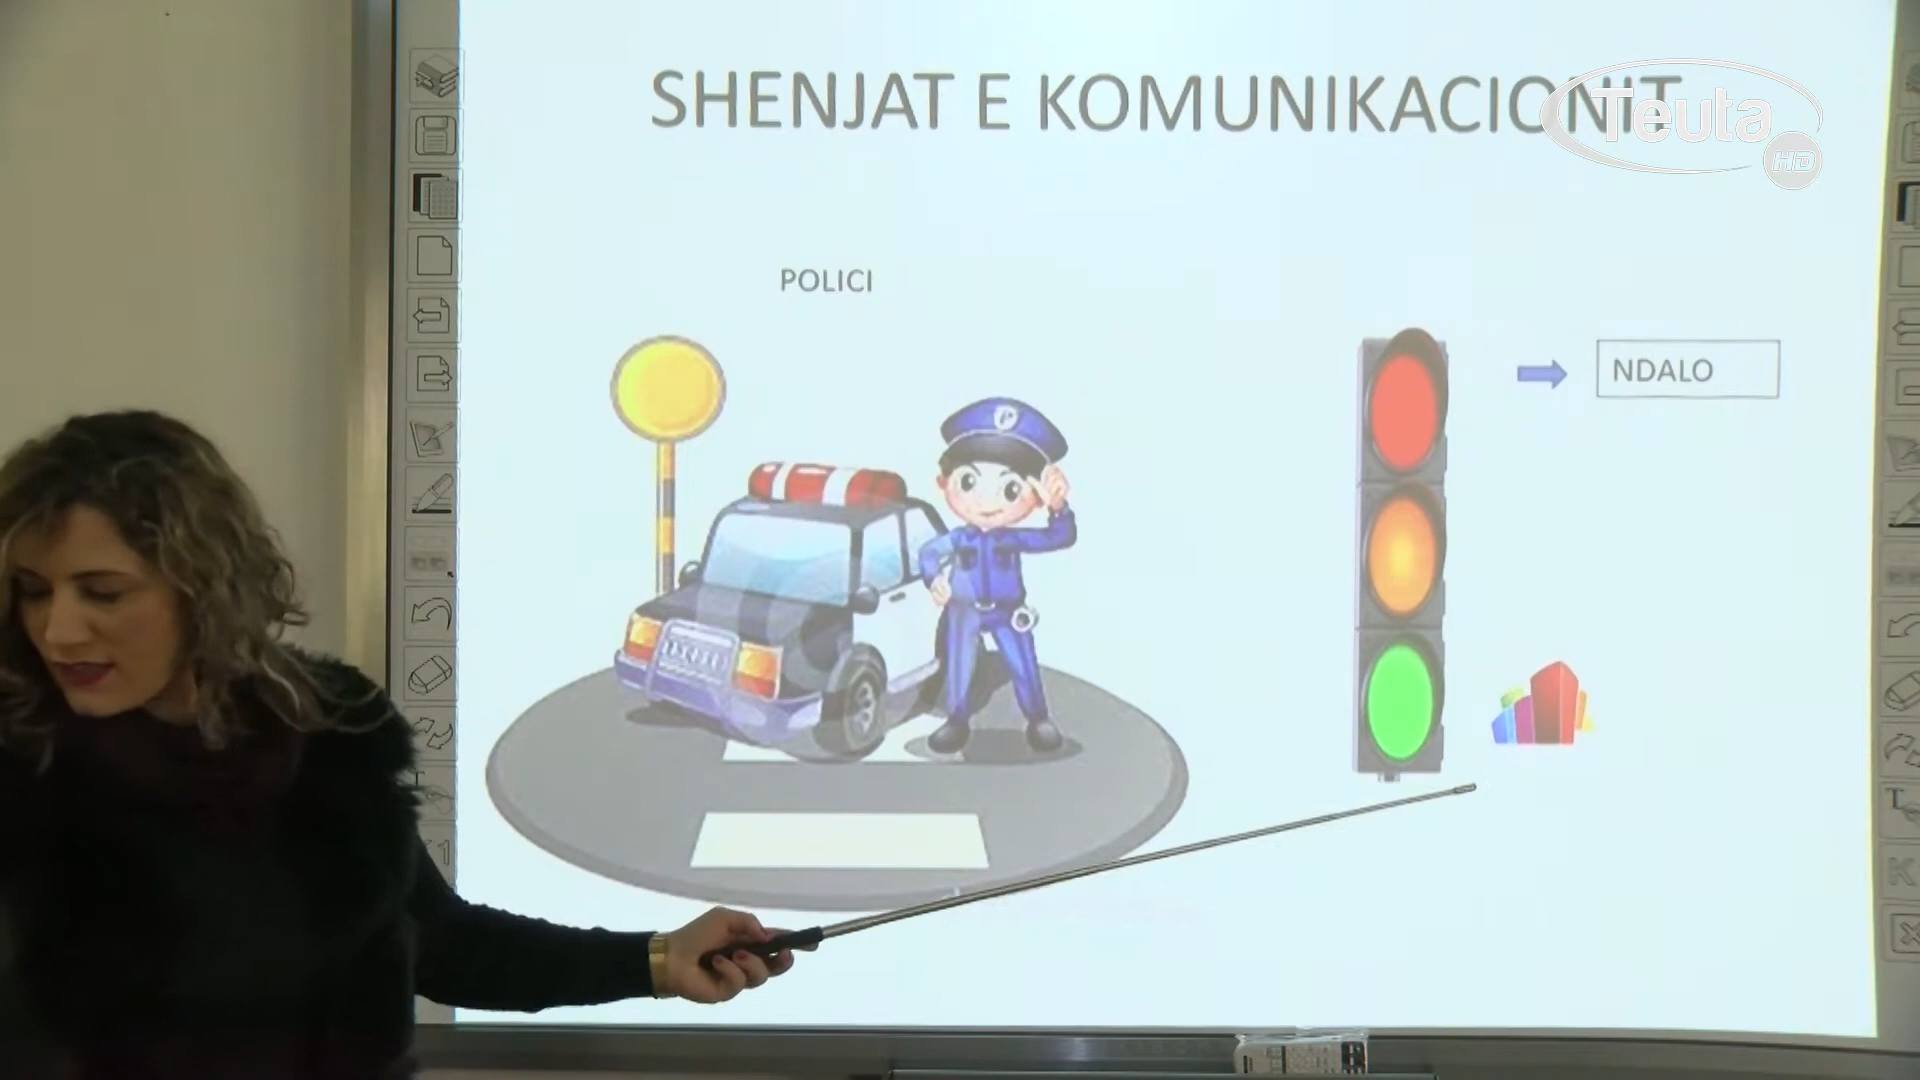 SHENJAT E KOMUNIKACIONIT
Teuta
HD
POLICI
NDALO